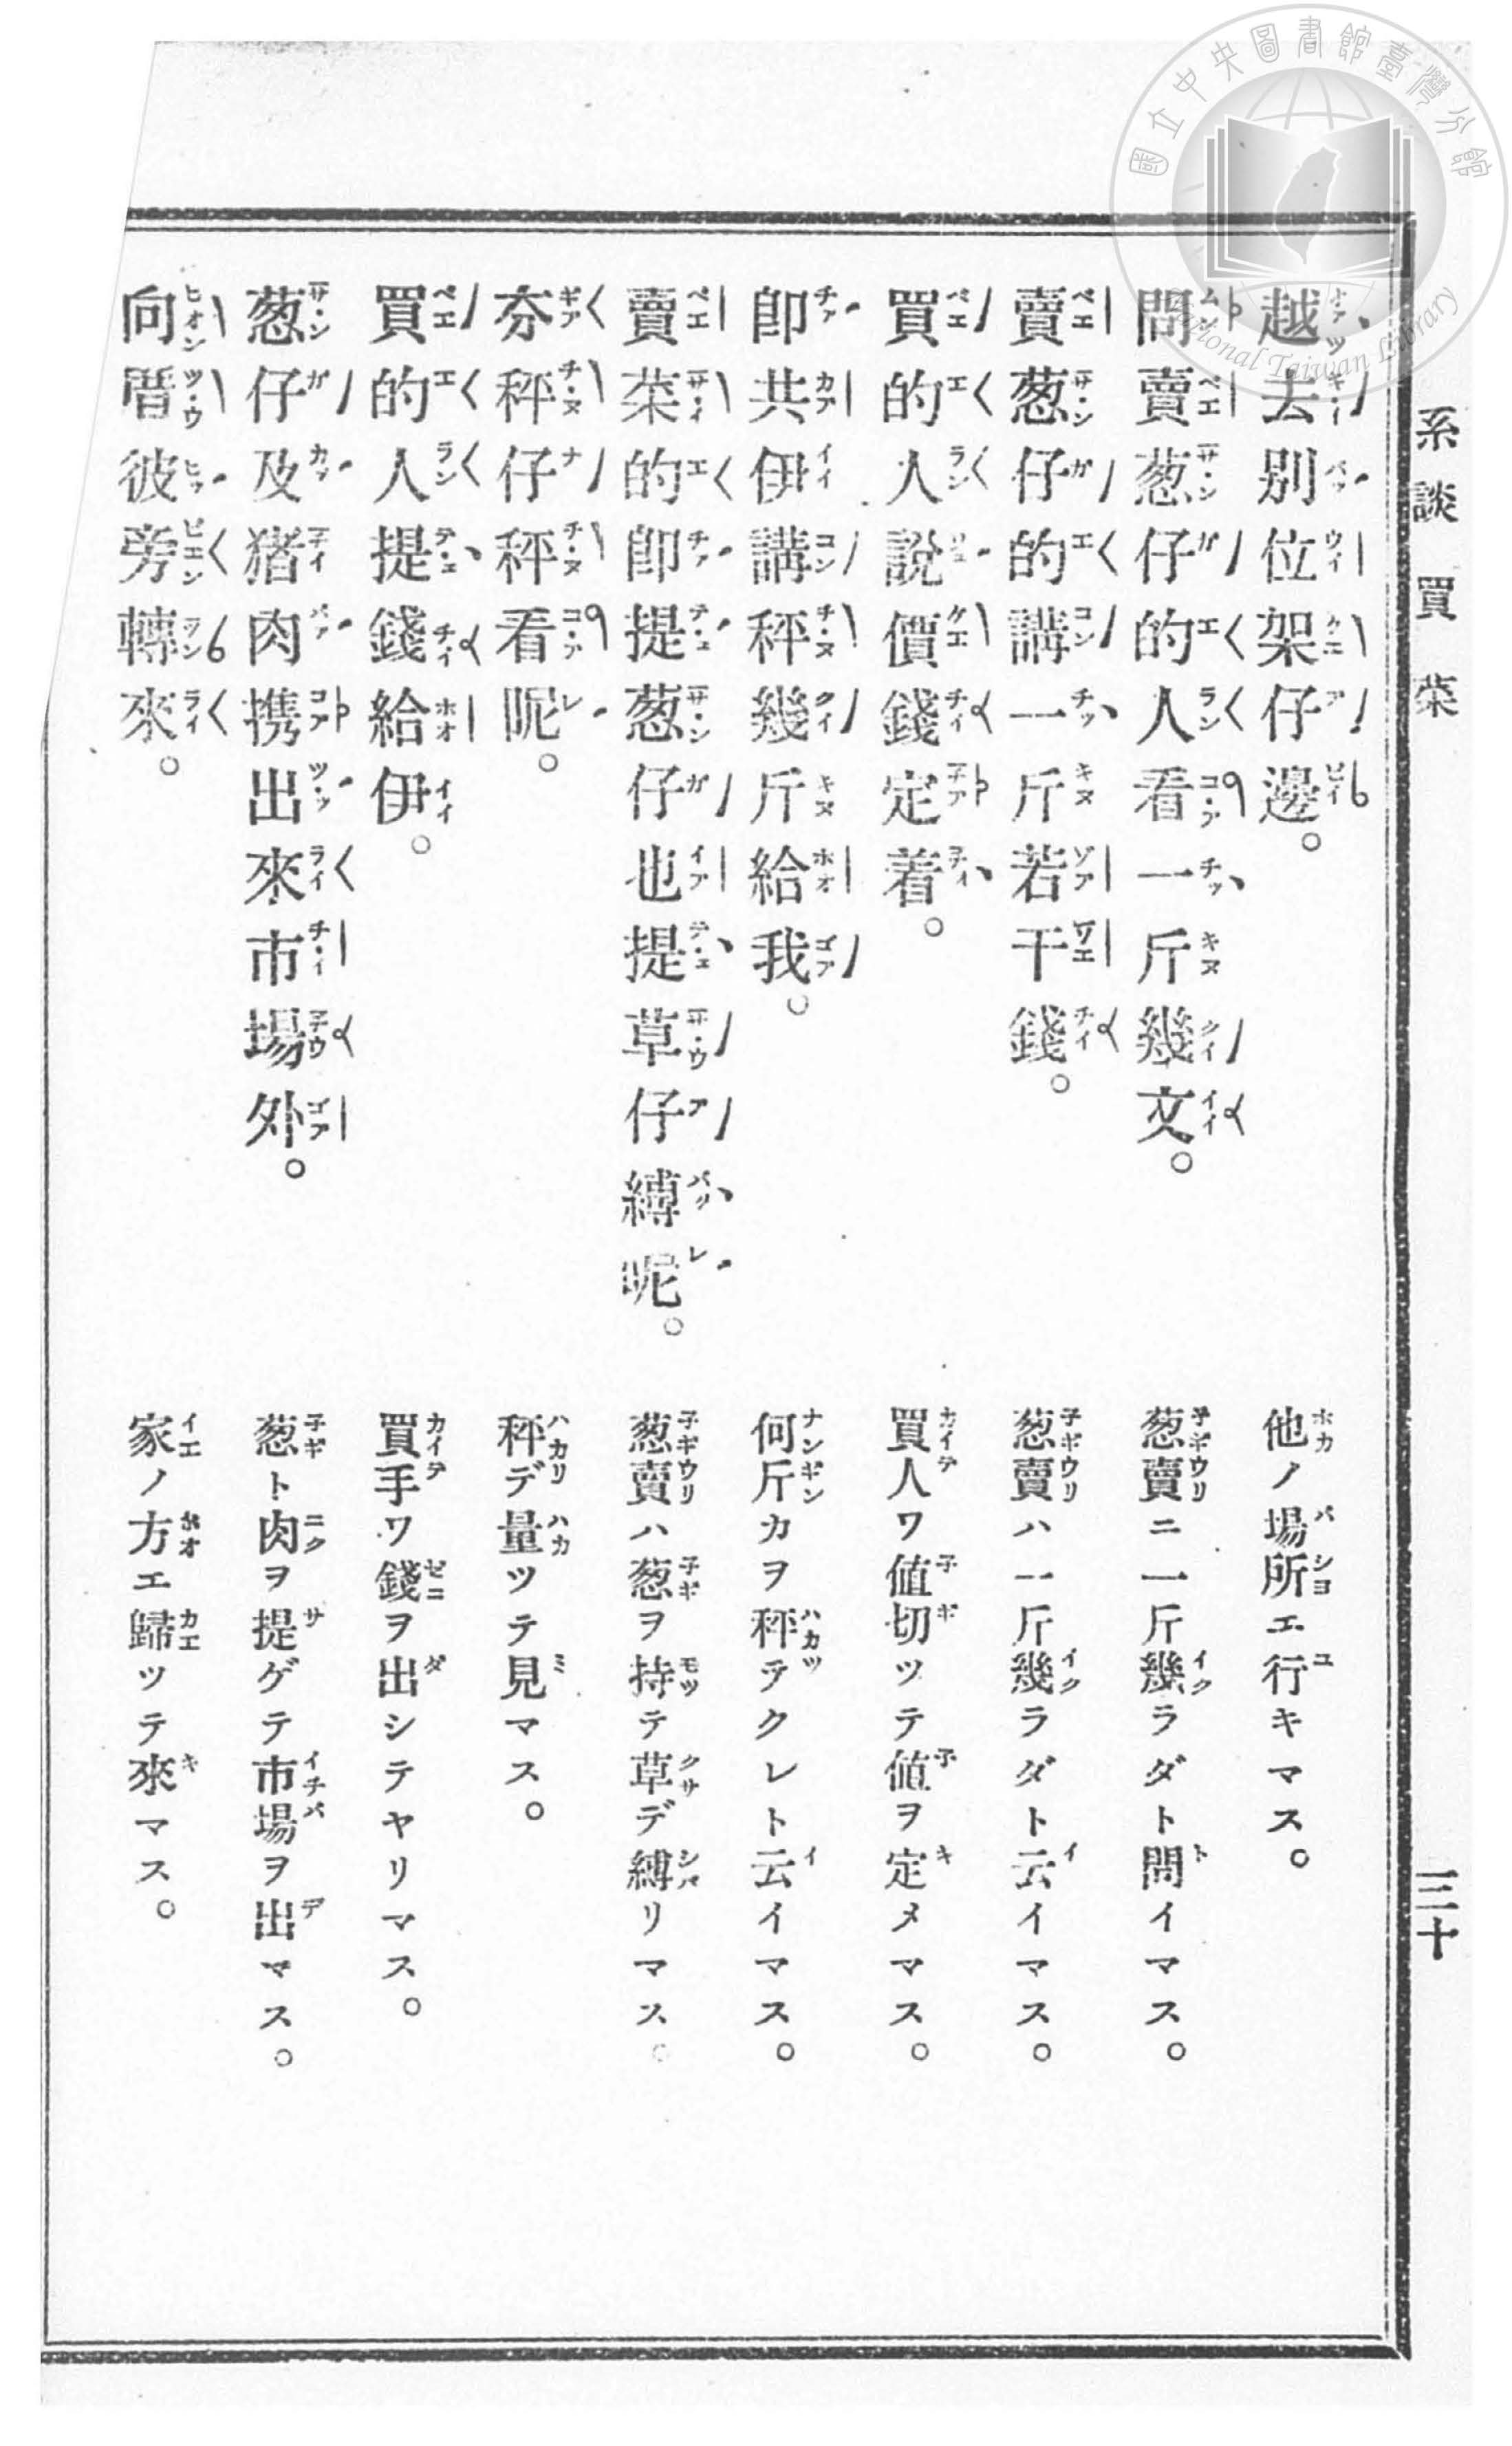 國立中央圖書館臺灣分館
National Taiwan Library
系談 買菜 三十
越去別位架仔邊。
他ノ場所エ行キマス。
問賣葱仔的人看一斤幾文。
葱賣ニ一斤幾ラダト問イマス。
賣葱仔的講一斤若干錢。
葱賣ハ一斤幾ラダト云イマス。
買的人說價錢定着。
買人ワ値切ッテ値ヲ定メマス。
卽共伊講秤幾斤給我。
何斤カヲ秤テクレト云イマス。
賣菜的卽提葱仔也提草仔縛呢。
葱賣ハ葱ヲ持テ草デ縛リマス。
夯秤仔秤看呢。
秤デ量ツテ見マス。
買的人提錢給伊。
買手ワ錢ヲ出シテヤリマス。
葱仔及猪肉携出來市場外。
葱ト肉ヲ提ゲテ市場ヲ出マス。
向厝彼旁轉來。
家ノ方エ歸ツテ來マス。